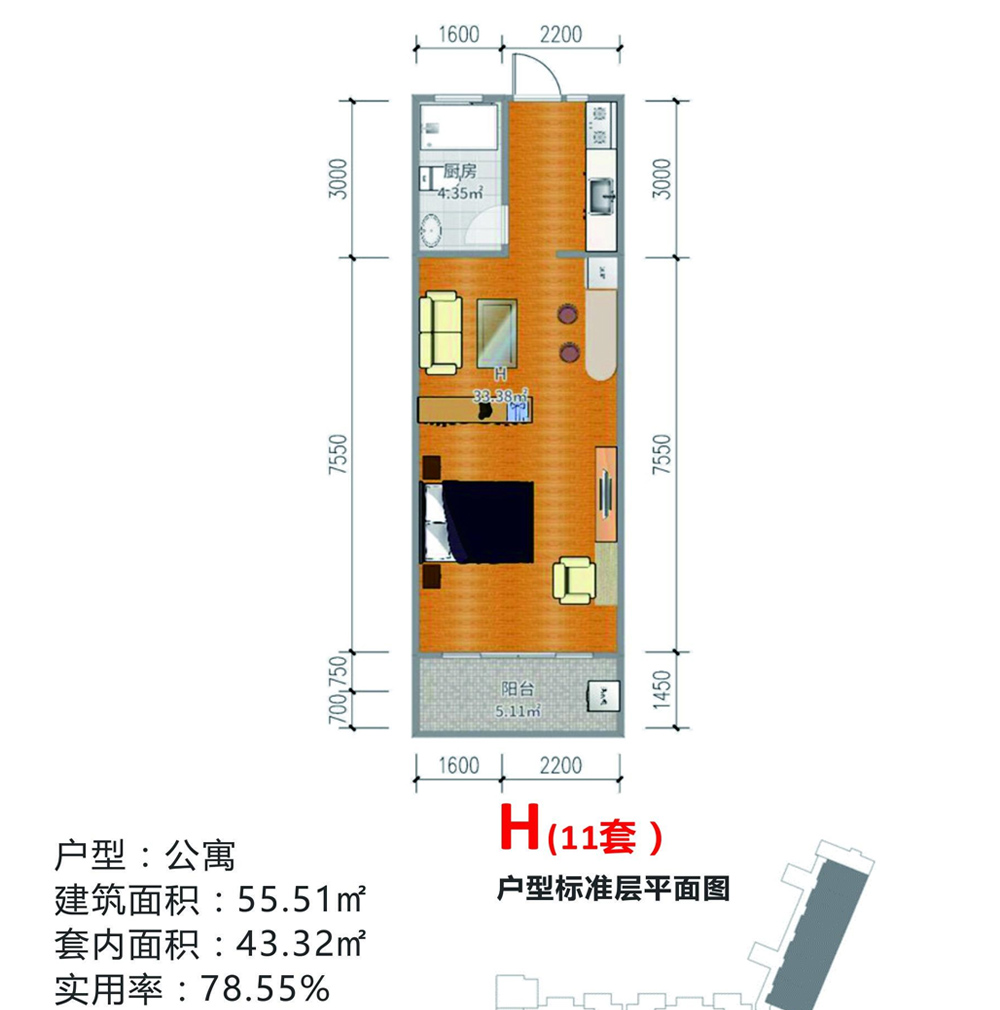 1600
2200
3000
3000
厨房
4.35㎡
H
33.38㎡
7550
7550
750
700
1450
阳台
5.11㎡
1600
2200
H(11套)
户型标准层平面图
户型：公寓
建筑面积：55.51㎡
套内面积：43.32㎡
实用率：78.55%